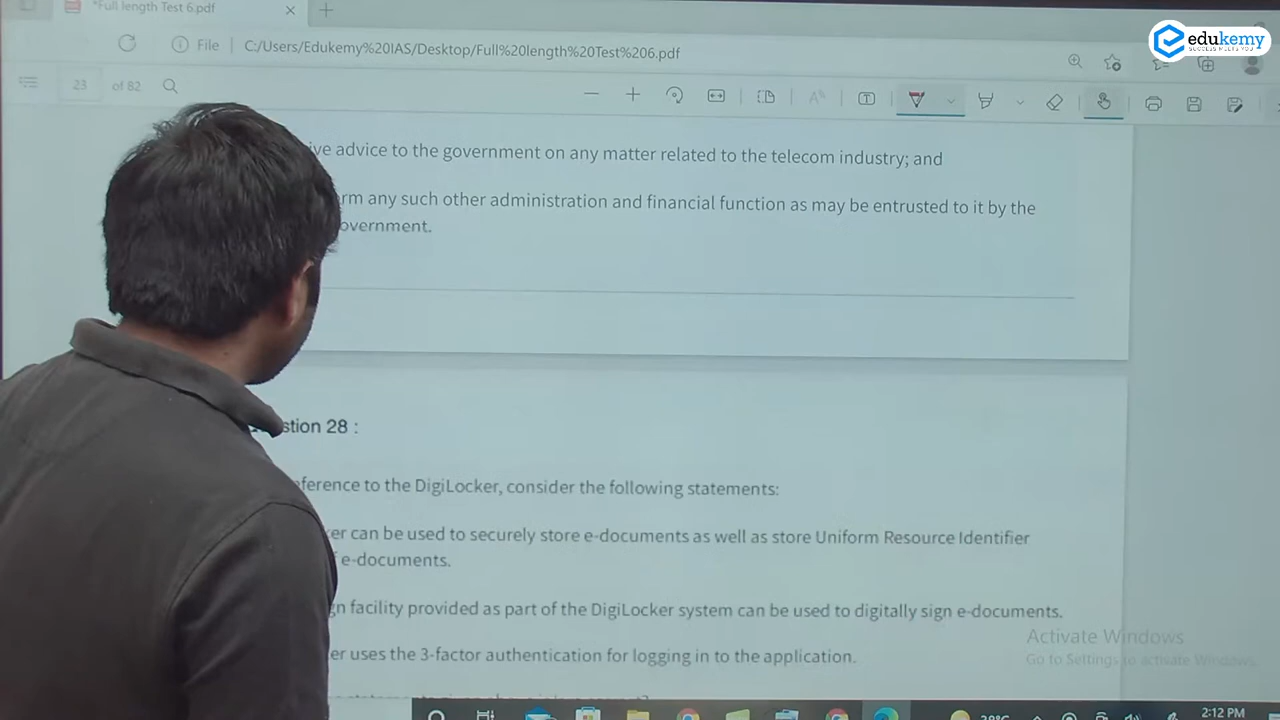 *Full length Test 6.pdf
File C:/Users/Edukemy%20IAS/Desktop/Full%20length%20Test%206.pdf
edukemy
SUCCESS MEETS YOU
23 of 82
ive advice to the government on any matter related to the telecom industry; and
rm any such other administration and financial function as may be entrusted to it by the
overnment.
stion 28 :
ference to the DigiLocker, consider the following statements:
er can be used to securely store e-documents as well as store Uniform Resource Identifier
e-documents.
gn facility provided as part of the DigiLocker system can be used to digitally sign e-documents.
er uses the 3-factor authentication for logging in to the application.
Activate Windows
Go to Settings to activate Windows.
2:12 PM